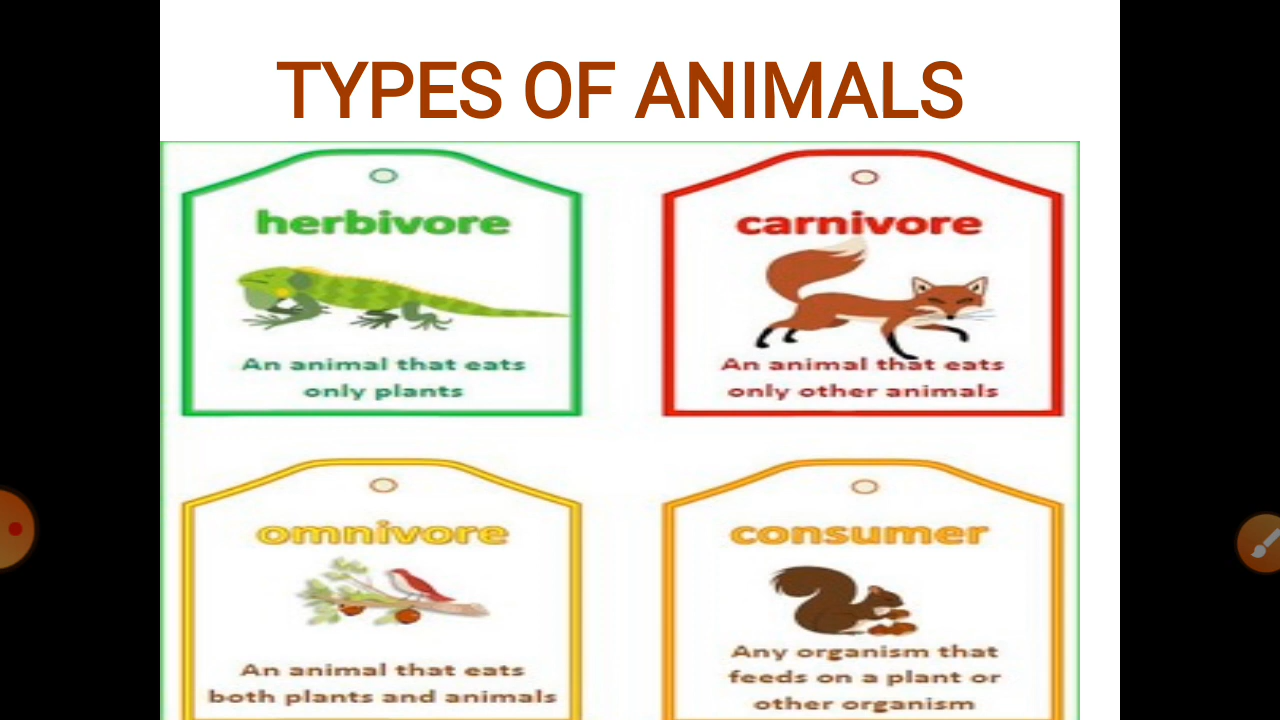 TYPES OF ANIMALS
herbivore
An animal that eats
only plants
carnivore
An animal that eats
only other animals
omnivore
An animal that eats
both plants and animals
consumer
Any organism that
feeds on a plant or
other organism